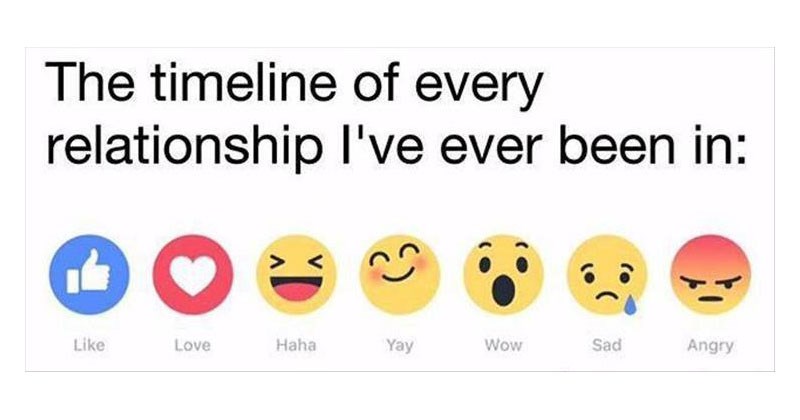 The timeline of every
relationship I've ever been in:
Like Love Haha Yay Wow Sad Angry